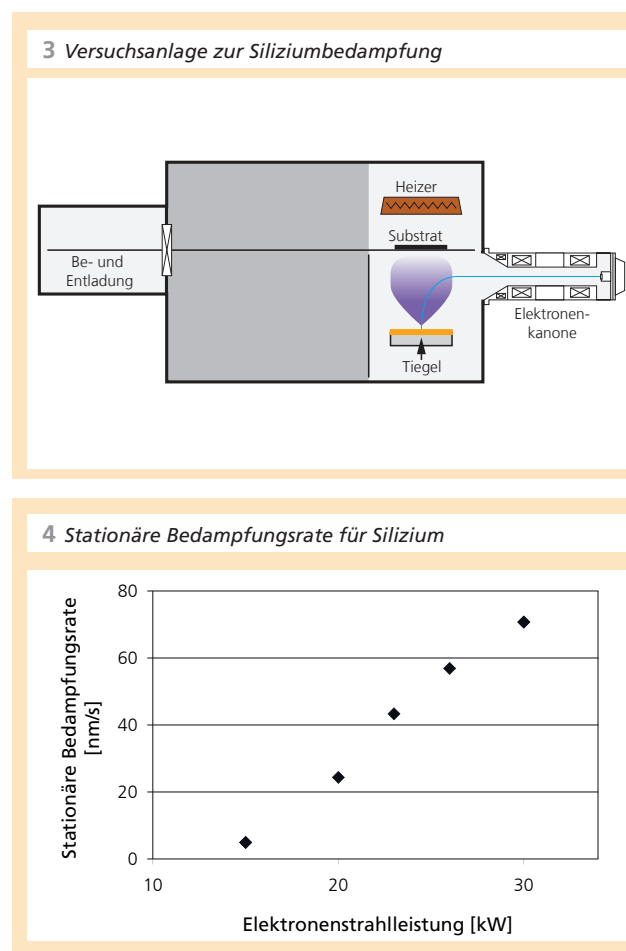 3 Versuchsanlage zur Siliziumbedampfung
Heizer
Substrat
Be- und
Entladung
Elektronen-
kanone
Tiegel
4 Stationäre Bedampfungsrate für Silizium
Stationäre Bedampfungsrate
[nm/s]
80
60
40
20
0
10
20
30
Elektronenstrahlleistung [kW]